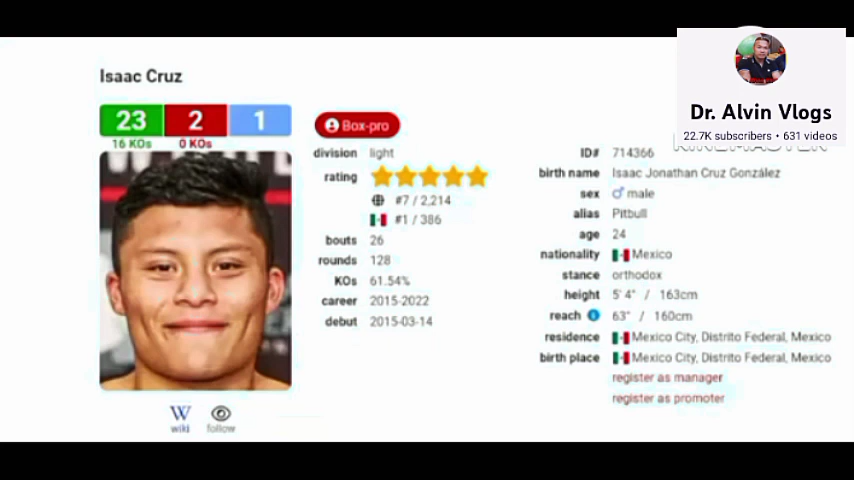 Isaac Cruz
23 2 1
16 KOs 0 KOs
Box-pro
division light
rating
#7 / 2,214
#1 / 386
bouts 26
rounds 128
KOs 61.54%
career 2015-2022
debut 2015-03-14
W
wiki follow
Dr. Alvin Vlogs
22.7K subscribers • 631 videos
KINEMASTER
ID# 714366
birth name Isaac Jonathan Cruz González
sex ♂ male
alias Pitbull
age 24
nationality Mexico
stance orthodox
height 5' 4" / 163cm
reach 63" / 160cm
residence Mexico City, Distrito Federal, Mexico
birth place Mexico City, Distrito Federal, Mexico
register as manager
register as promoter